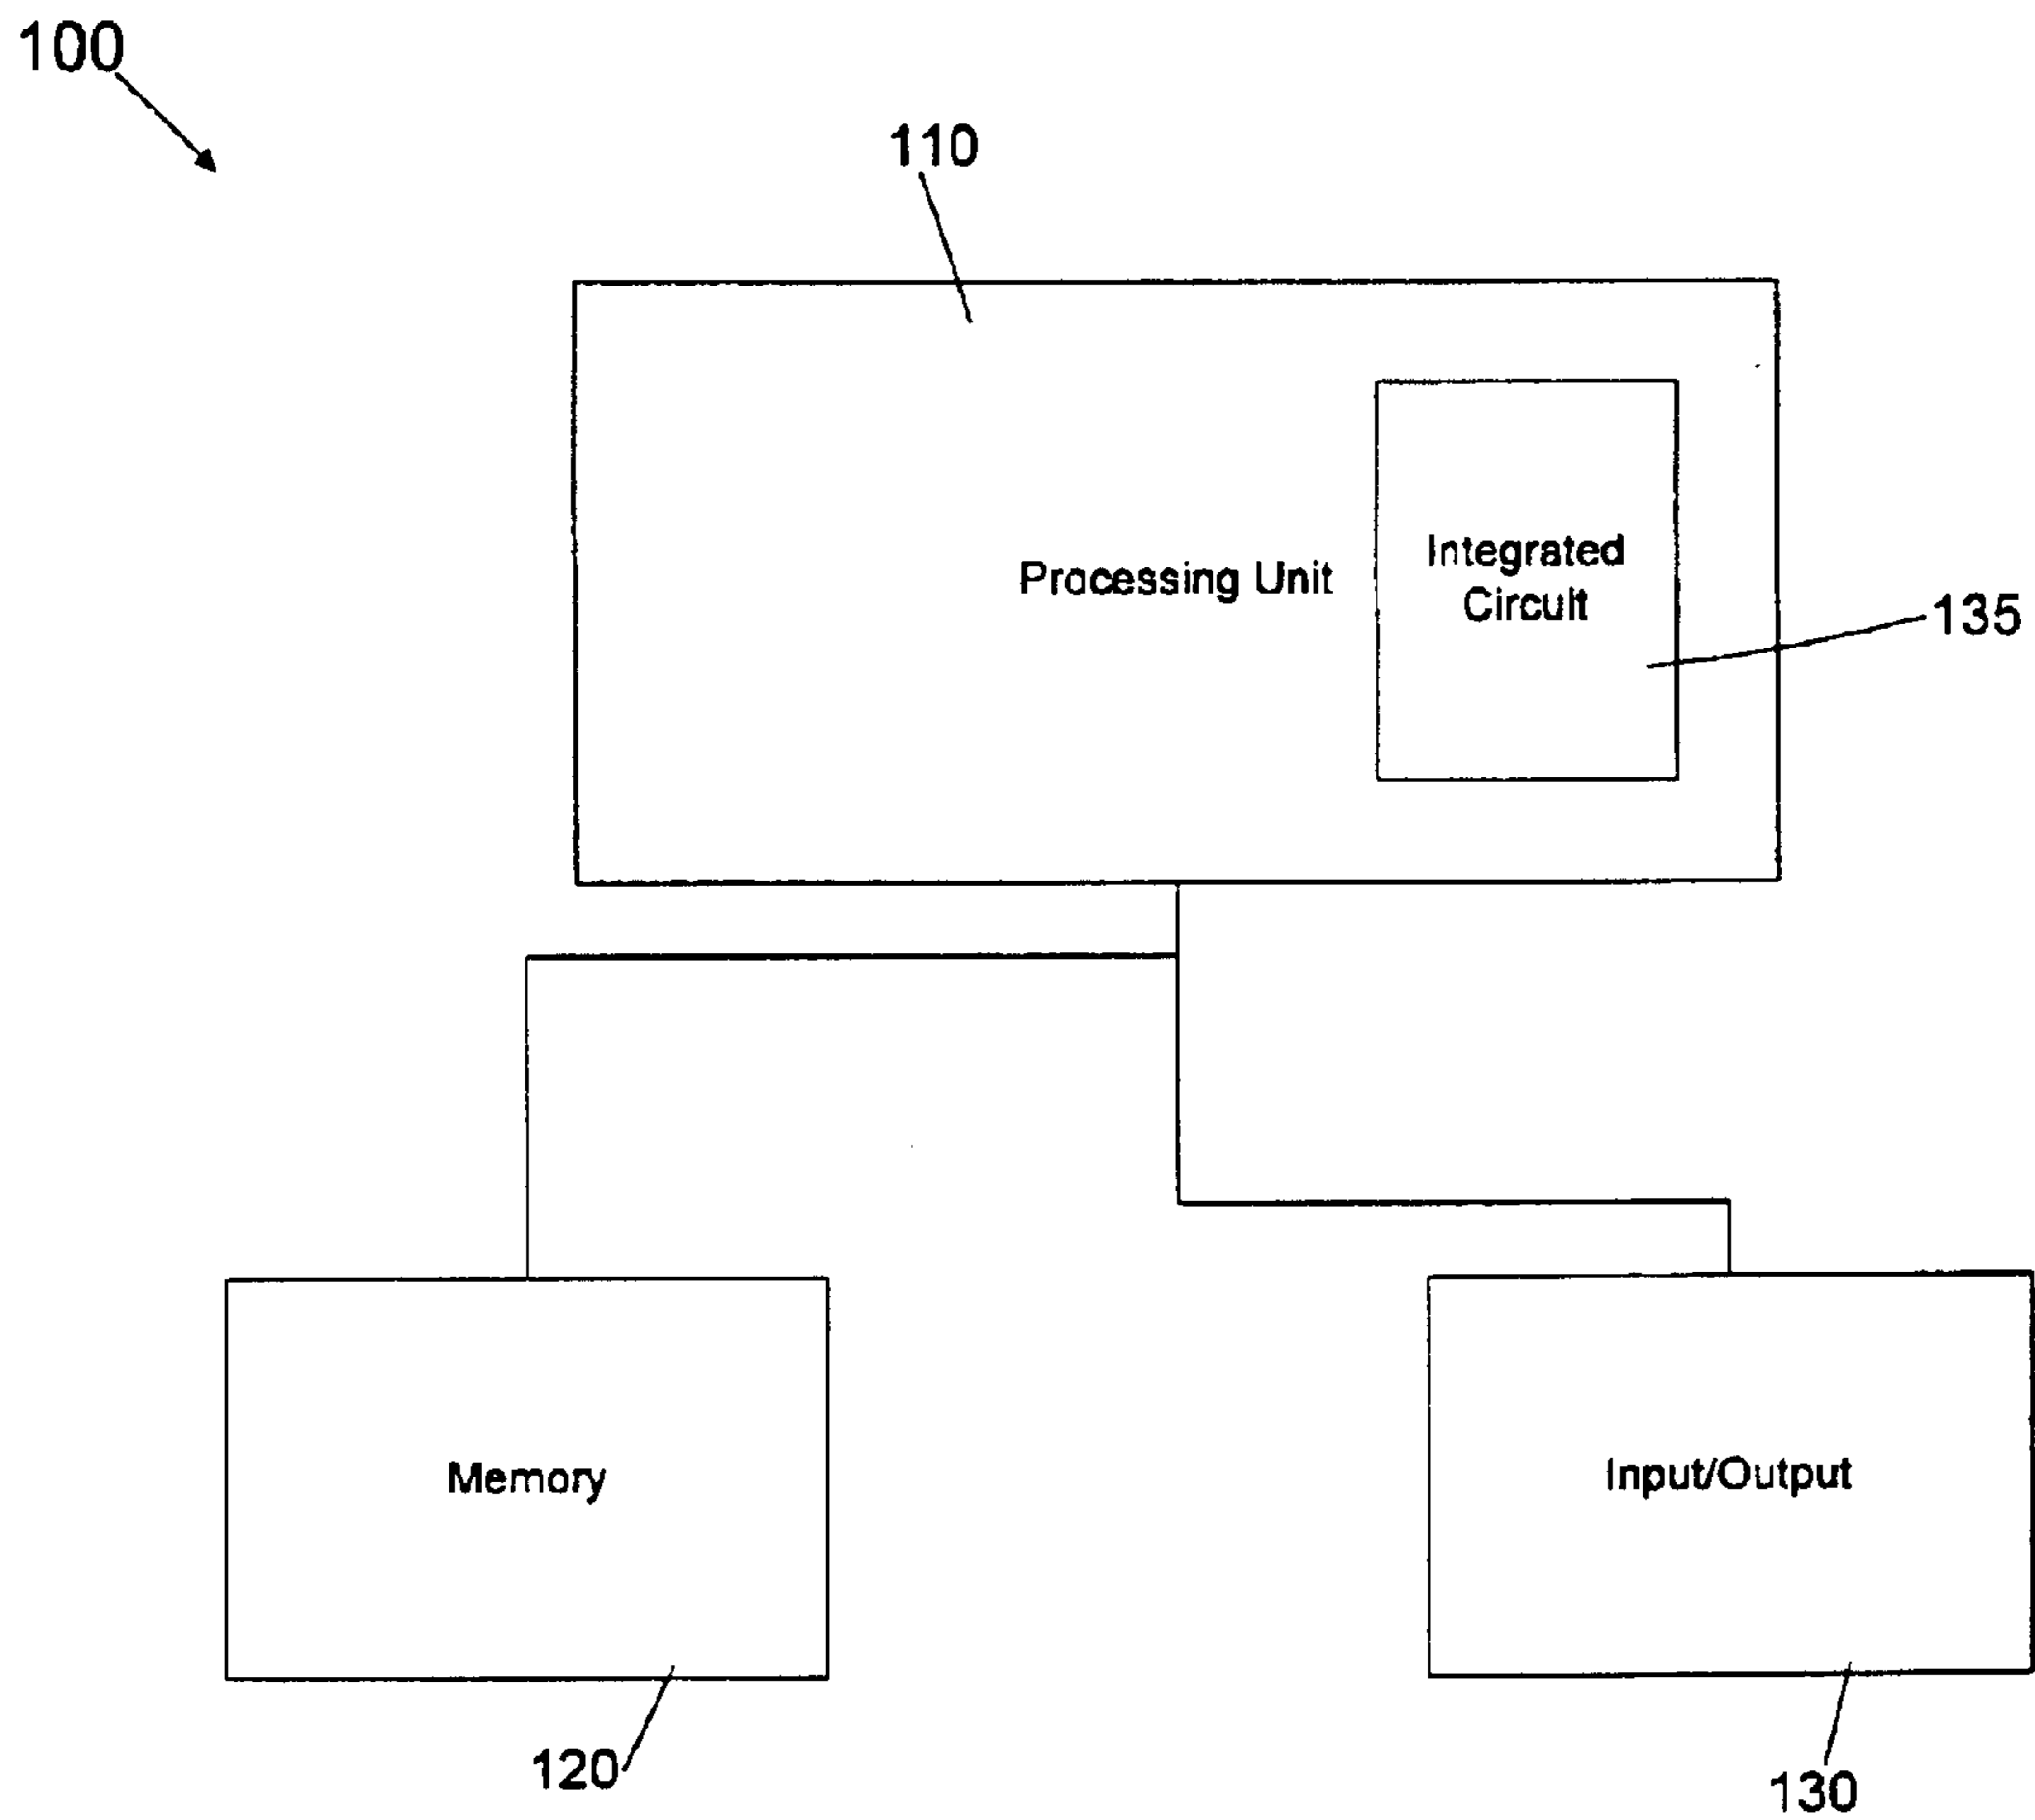 100
110
Processing Unit
Integrated
Circuit
135
Memory
Input/Output
120
130